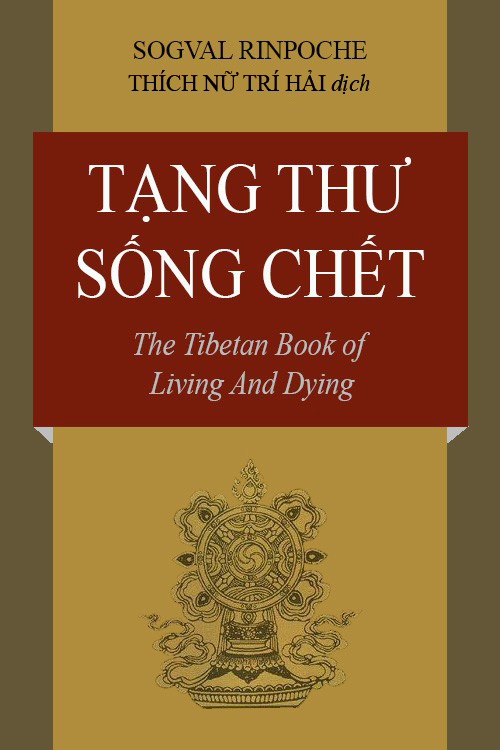 SOGVAL RINPOCHE
THÍCH NỮ TRÍ HẢI dịch
TẠNG THƯ
SỐNG CHẾT
The Tibetan Book of
Living And Dying